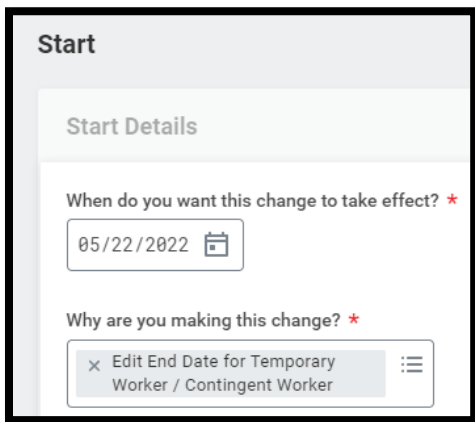 Start
Start Details
When do you want this change to take effect? *
05/22/2022
Why are you making this change? *
× Edit End Date for Temporary
Worker / Contingent Worker